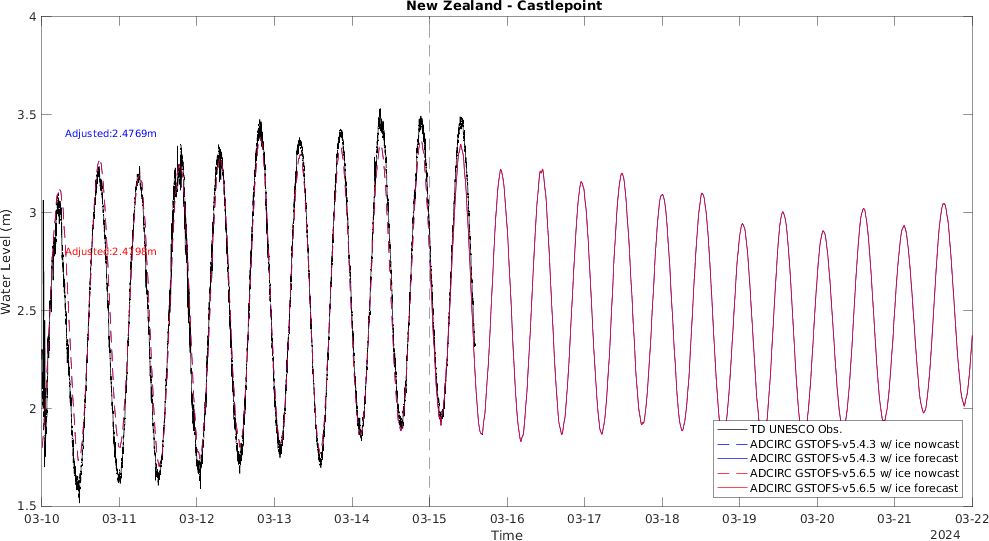 New Zealand - Castlepoint
Water Level (m)
4
3.5
3
2.5
2
1.5
Adjusted:2.4769m
Adjusted:2.4798m
TD UNESCO Obs.
ADCIRC GSTOFS-v5.4.3 w/ ice nowcast
ADCIRC GSTOFS-v5.4.3 w/ ice forecast
ADCIRC GSTOFS-v5.6.5 w/ ice nowcast
ADCIRC GSTOFS-v5.6.5 w/ ice forecast
03-10 03-11 03-12 03-13 03-14 03-15 03-16 03-17 03-18 03-19 03-20 03-21 03-22
Time
2024